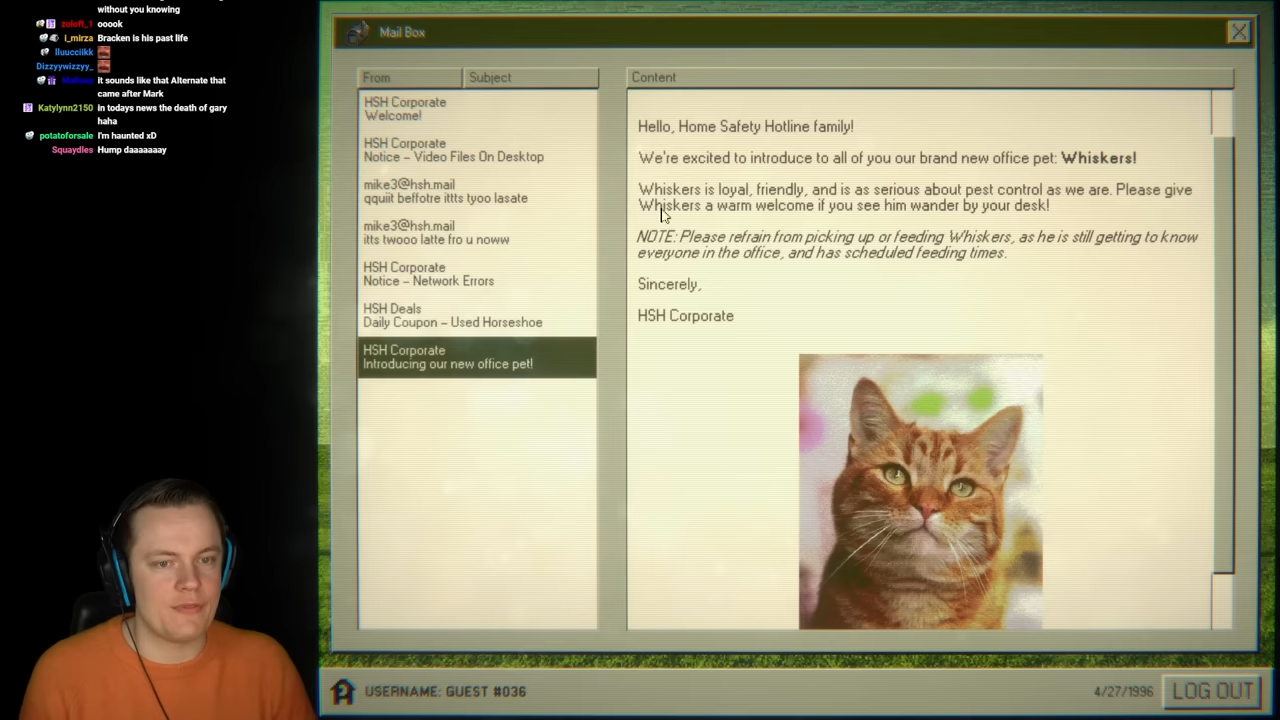 without you knowing
zoloft_1 ooook
i_mirza Bracken is his past life
lluucciikk
Dizzyywizzyy_
it sounds like that Alternate that
came after Mark
Katylynn2150 in todays news the death of gary
haha
potatoforsale I'm haunted xD
Squaydles Hump daaaaaay
Mail Box
From Subject
HSH Corporate
Welcome!
HSH Corporate
Notice – Video Files On Desktop
mike3@hsh.mail
qquiit beffotre ittts tyoo lasate
mike3@hsh.mail
itts twooo latte fro u noww
HSH Corporate
Notice – Network Errors
HSH Deals
Daily Coupon – Used Horseshoe
HSH Corporate
Introducing our new office pet!
Content
Hello, Home Safety Hotline family!
We're excited to introduce to all of you our brand new office pet: Whiskers!
Whiskers is loyal, friendly, and is as serious about pest control as we are. Please give
Whiskers a warm welcome if you see him wander by your desk!
NOTE: Please refrain from picking up or feeding Whiskers, as he is still getting to know
everyone in the office, and has scheduled feeding times.
Sincerely,
HSH Corporate
USERNAME: GUEST #036
4/27/1996
LOG OUT